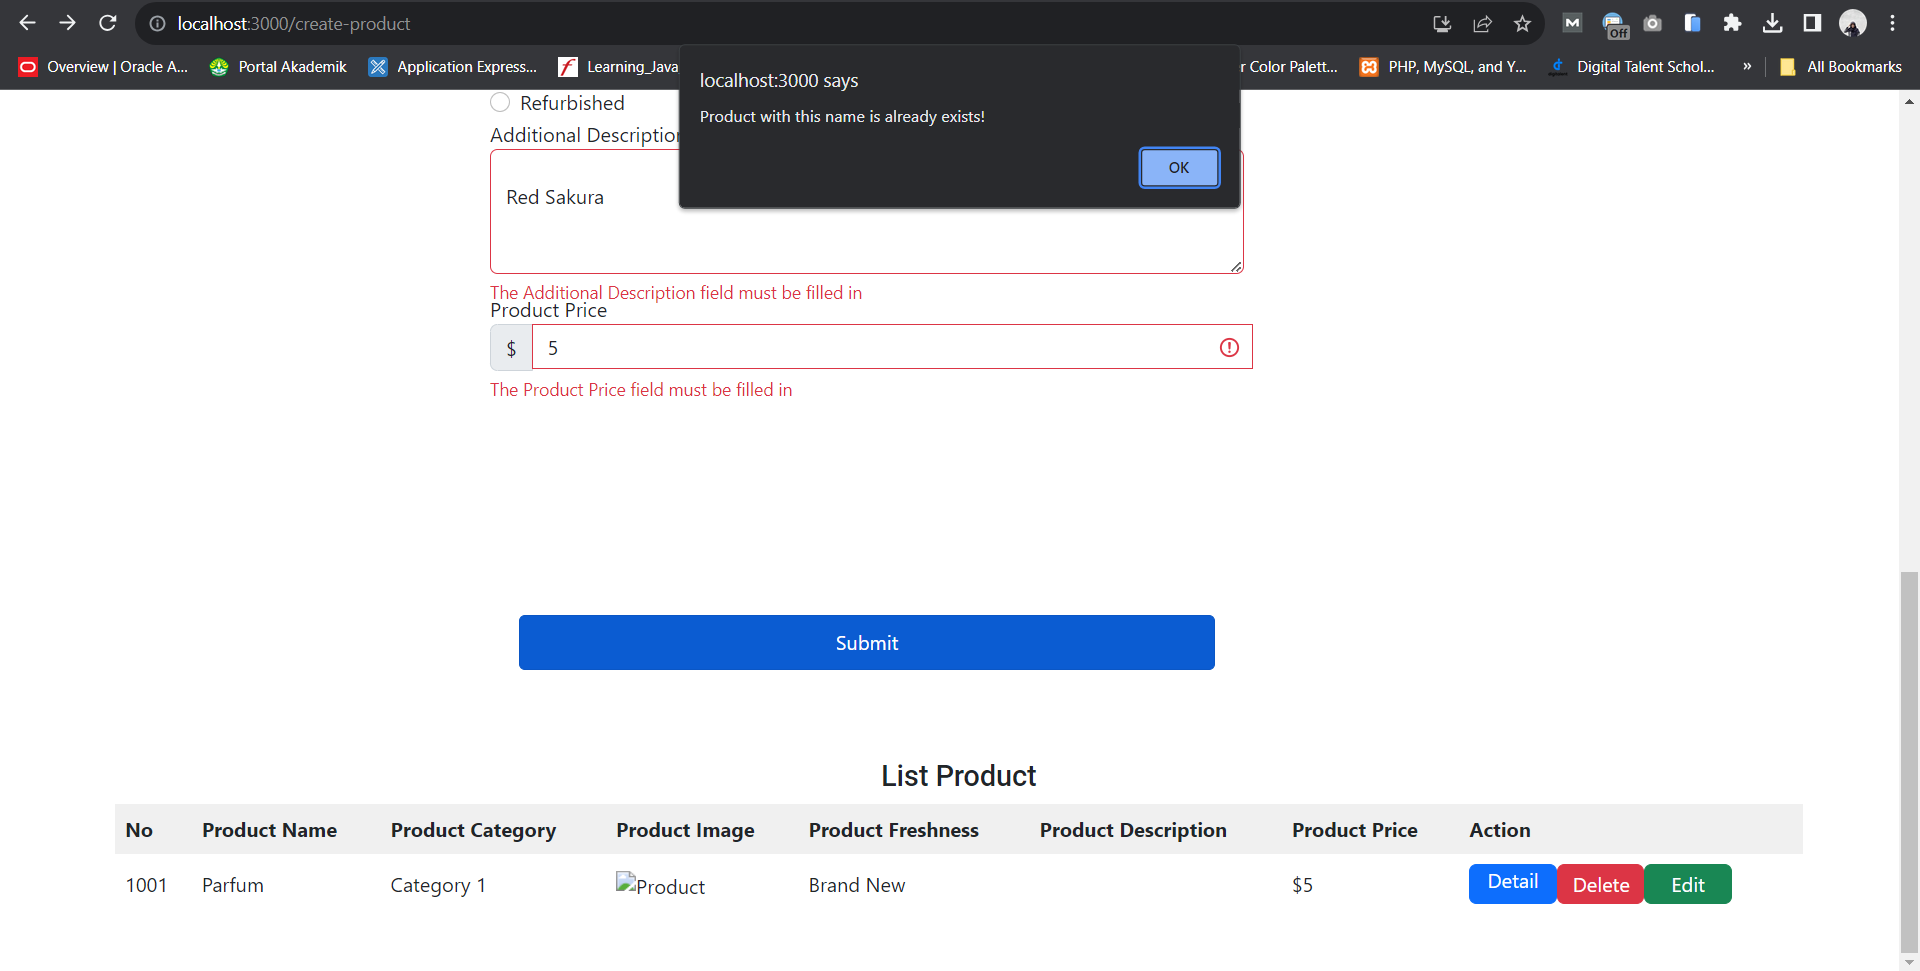 localhost:3000/create-product
Off
Overview | Oracle A...
Portal Akademik
Application Express...
Learning_Java
r Color Palett...
PHP, MySQL, and Y...
Digital Talent Schol...
»
All Bookmarks
localhost:3000 says
Product with this name is already exists!
OK
Refurbished
Additional Description
Red Sakura
The Additional Description field must be filled in
Product Price
$ 5
The Product Price field must be filled in
Submit
List Product
No Product Name Product Category Product Image Product Freshness Product Description Product Price Action
1001 Parfum Category 1 Product Brand New $5 Detail Delete Edit